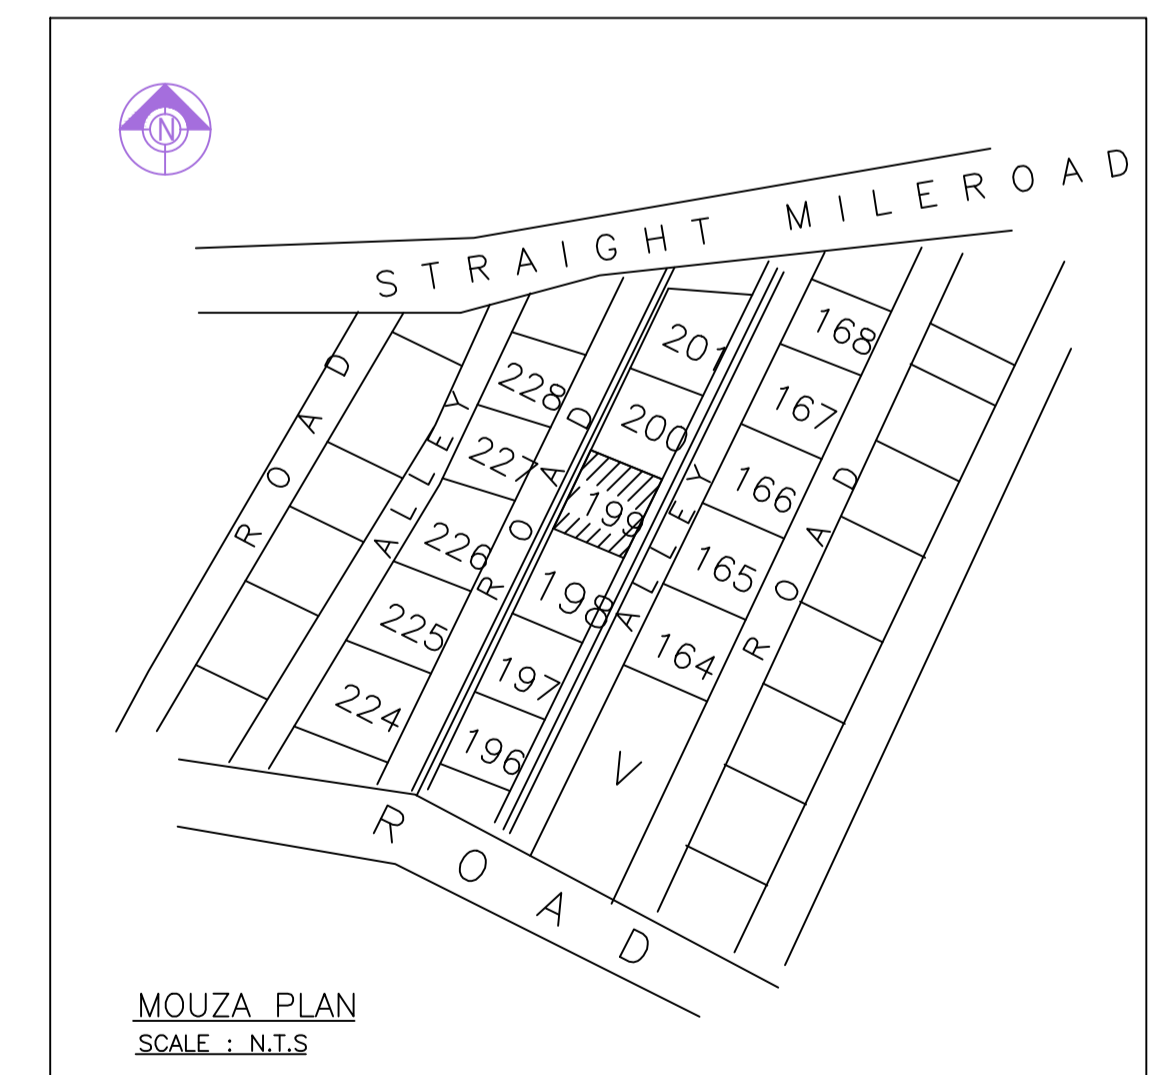 N
STRAIGHT MILEROAD
ROAD
ALLEY
228
227
226
225
224
ROAD
201
200
199
198
197
196
ALLEY
168
167
166
165
164
V
ROAD
ROAD
MOUZA PLAN
SCALE : N.T.S